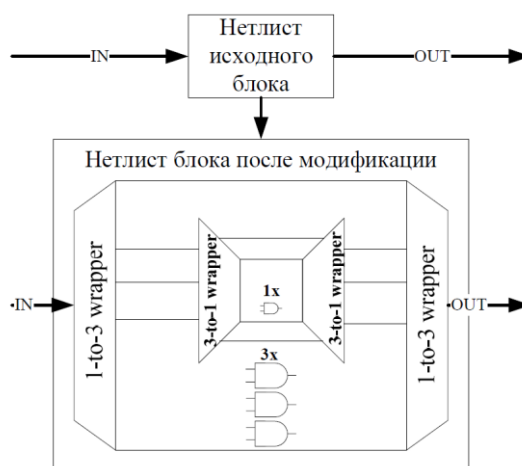 Нетлист
исходного
блока
IN
OUT
Нетлист блока после модификации
1-to-3 wrapper
3-to-1 wrapper
1x
3-to-1 wrapper
1-to-3 wrapper
IN
OUT
3x